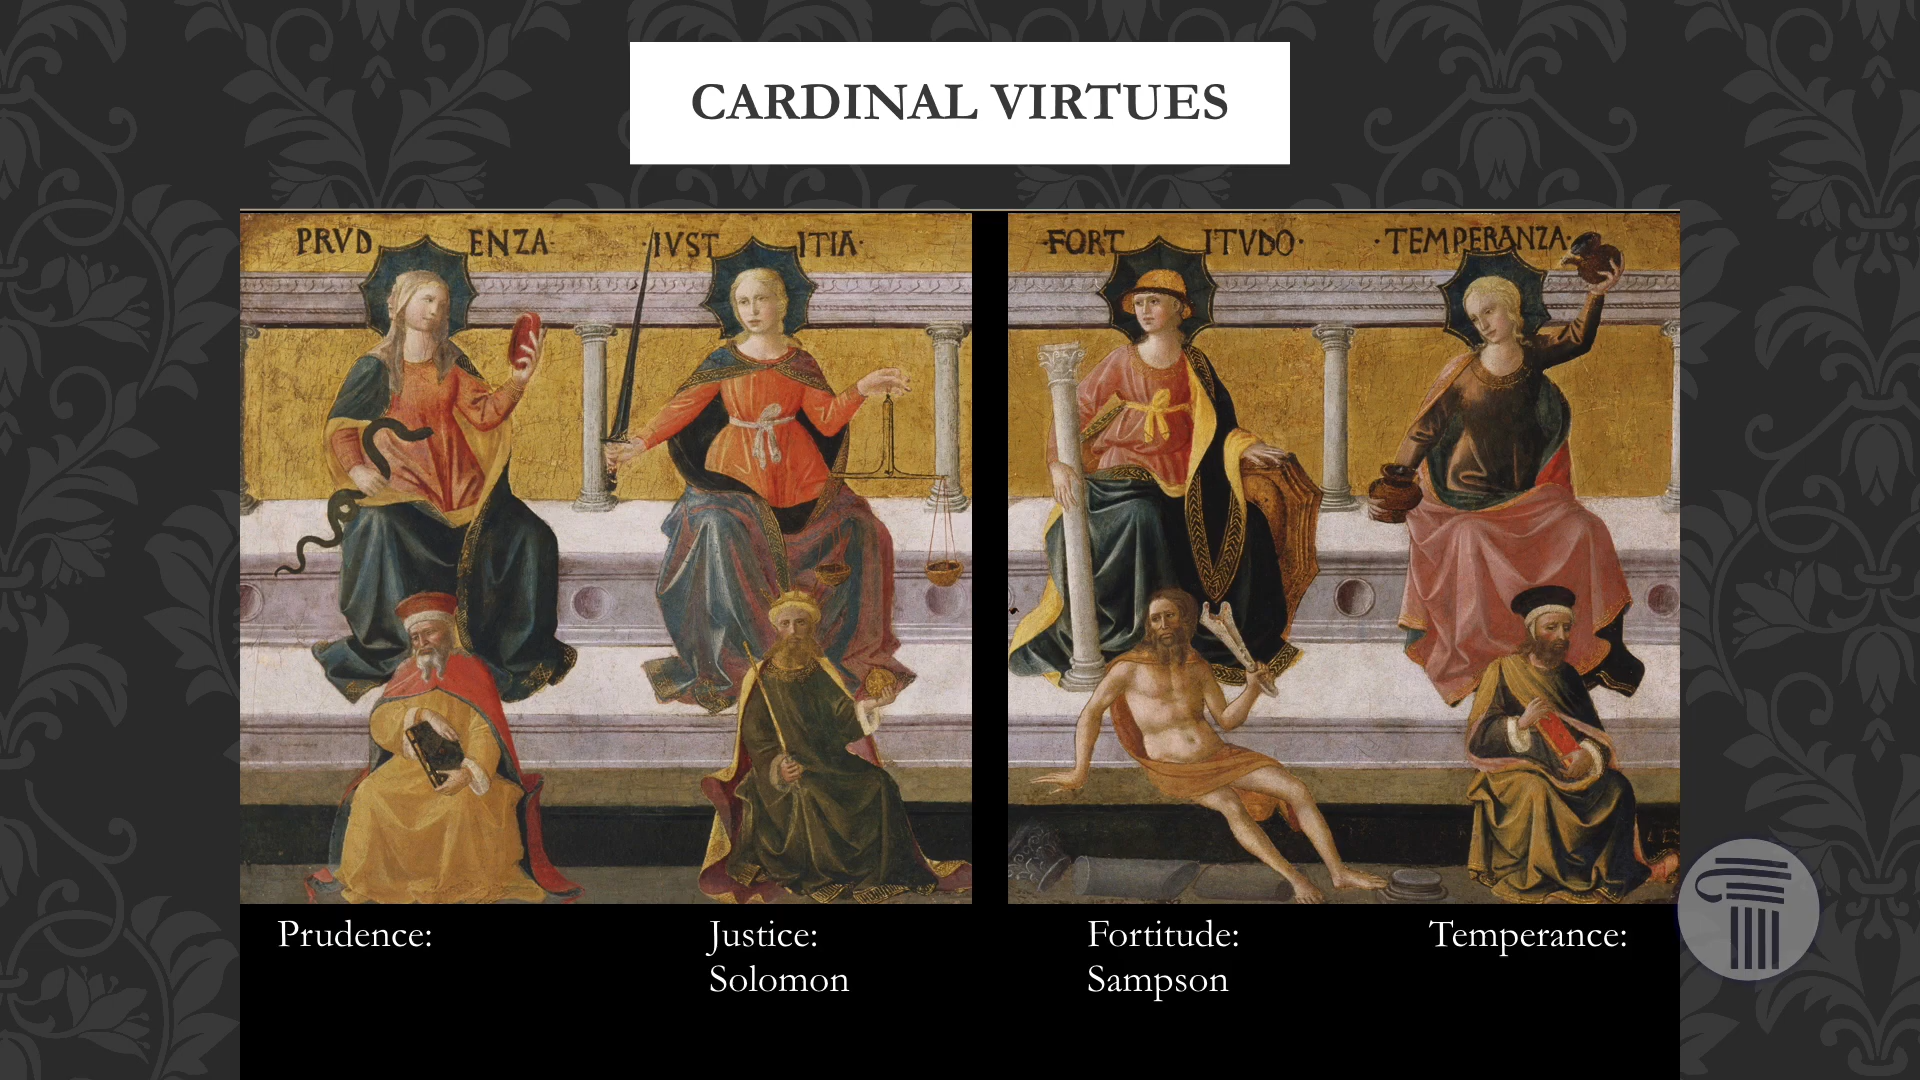 CARDINAL VIRTUES
PRVD ENZA· ·IVST ITIA· ·FORT ITVDO· ·TEMPERANZA·
Prudence: Justice: Fortitude: Temperance:
Solomon Sampson